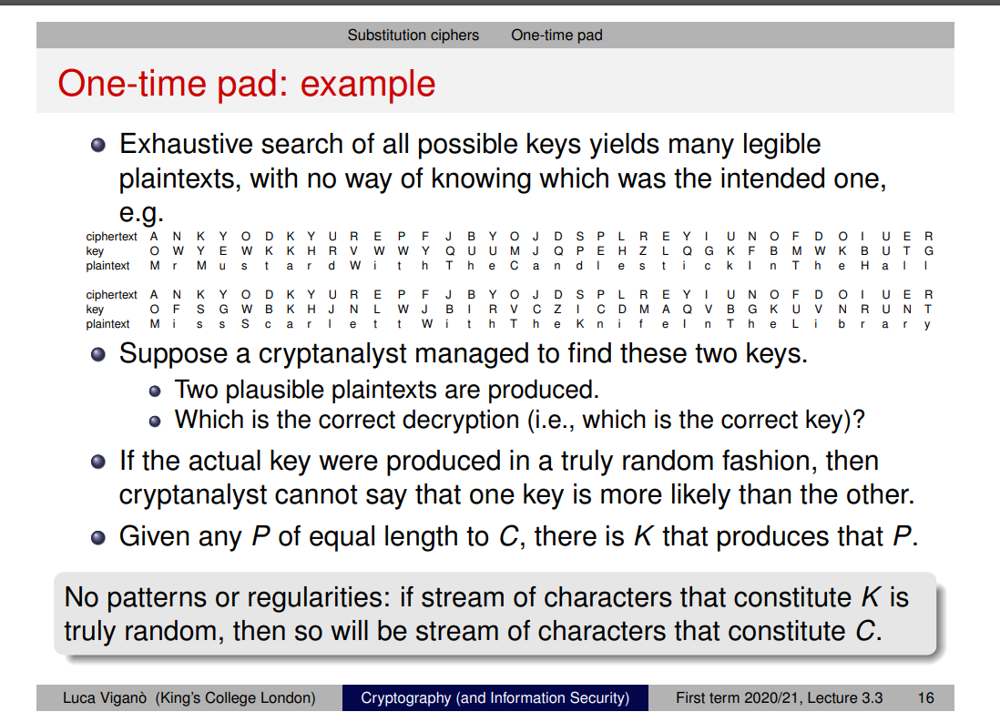 Substitution ciphers One-time pad
One-time pad: example
Exhaustive search of all possible keys yields many legible
plaintexts, with no way of knowing which was the intended one,
e.g.
ciphertext A N K Y O D K Y U R E P F J B Y O J D S P L R E Y I U N O F D O I U E R
key O W Y E W K K H R V W W Y Q U U M J Q P E H Z L Q G K F B M W K B U T G
plaintext M r M u s t a r d W i t h T h e C a n d l e s t i c k I n T h e H a l l
ciphertext A N K Y O D K Y U R E P F J B Y O J D S P L R E Y I U N O F D O I U E R
key O F S G W B K H J N L W J B I R V C Z I C D M A Q V B G K U V N R U N T
plaintext M i s s S c a r l e t t W i t h T h e K n i f e I n T h e L i b r a r y
Suppose a cryptanalyst managed to find these two keys.
Two plausible plaintexts are produced.
Which is the correct decryption (i.e., which is the correct key)?
If the actual key were produced in a truly random fashion, then
cryptanalyst cannot say that one key is more likely than the other.
Given any P of equal length to C, there is K that produces that P.
No patterns or regularities: if stream of characters that constitute K is
truly random, then so will be stream of characters that constitute C.
Luca Viganò (King's College London) Cryptography (and Information Security) First term 2020/21, Lecture 3.3 16